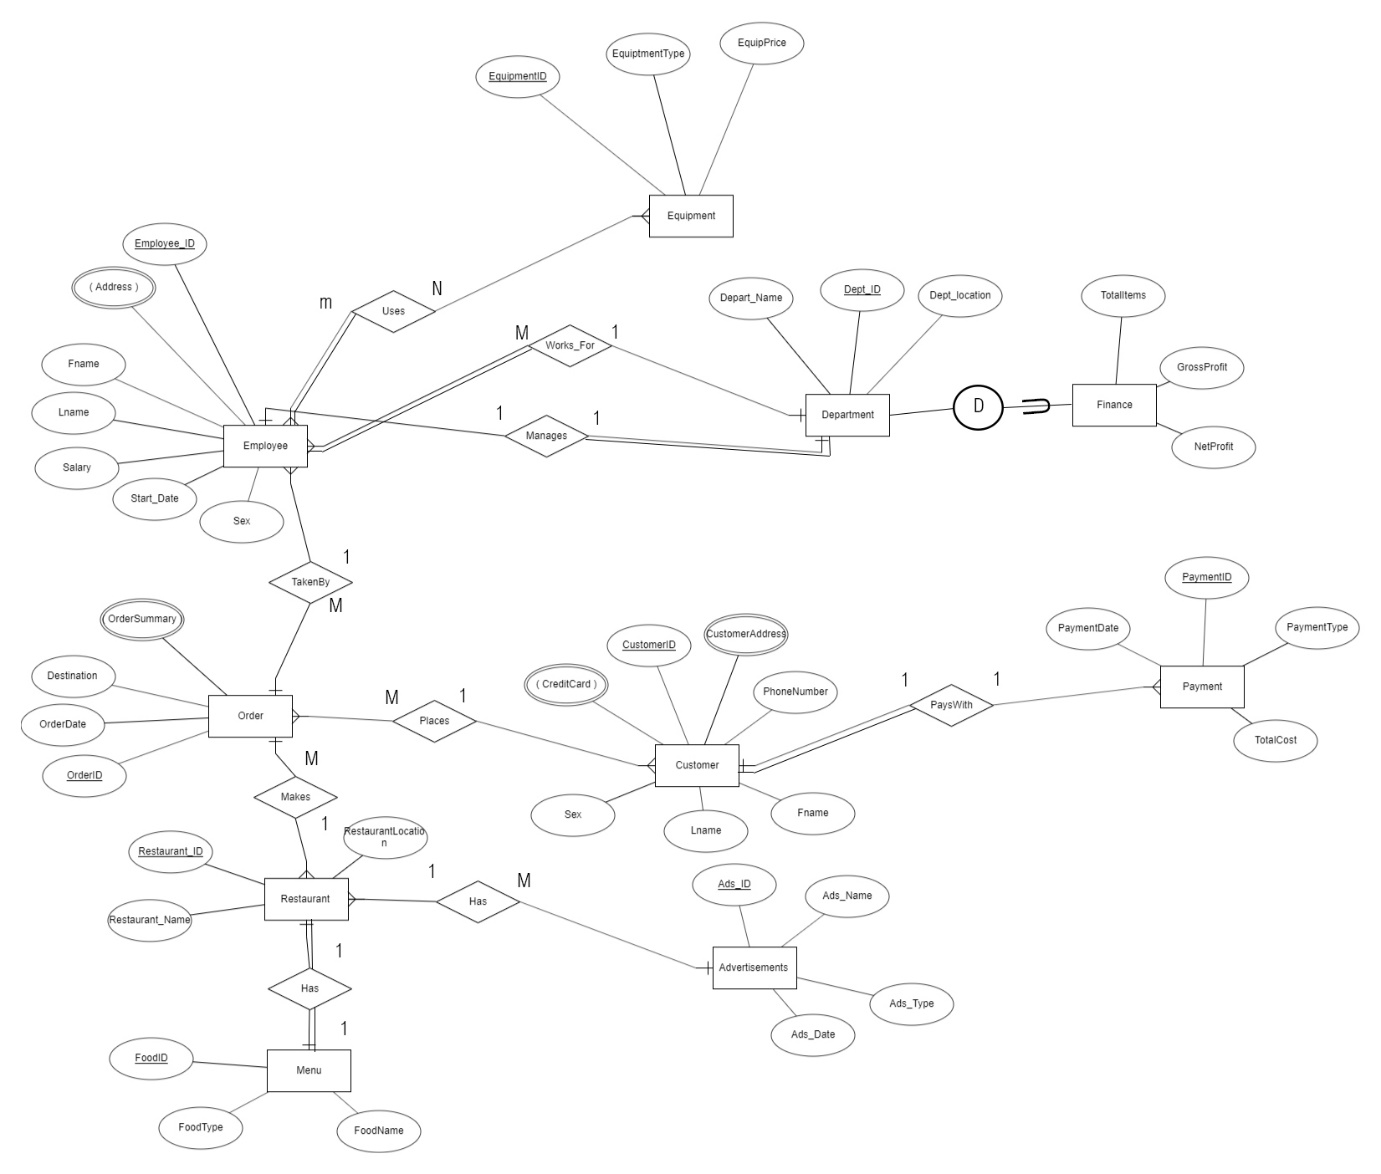 EquipPrice
EquiptmentType
EquipmentID
Equipment
Employee_ID
( Address )
Fname
Lname
Salary
Start_Date
Sex
Employee
m
N
Uses
M
1
Works_For
1
1
Manages
Depart_Name
Dept_ID
Dept_location
Department
D
TotalItems
GrossProfit
NetProfit
Finance
1
TakenBy
M
OrderSummary
Destination
OrderDate
OrderID
Order
M
1
Places
CustomerID
CustomerAddress
( CreditCard )
PhoneNumber
Customer
Sex
Lname
Fname
1
1
PaysWith
PaymentID
PaymentDate
PaymentType
Payment
TotalCost
M
Makes
1
RestaurantLocatio
n
Restaurant_ID
Restaurant_Name
Restaurant
1
M
Has
Ads_ID
Ads_Name
Advertisements
Ads_Type
Ads_Date
1
Has
1
FoodID
Menu
FoodType
FoodName